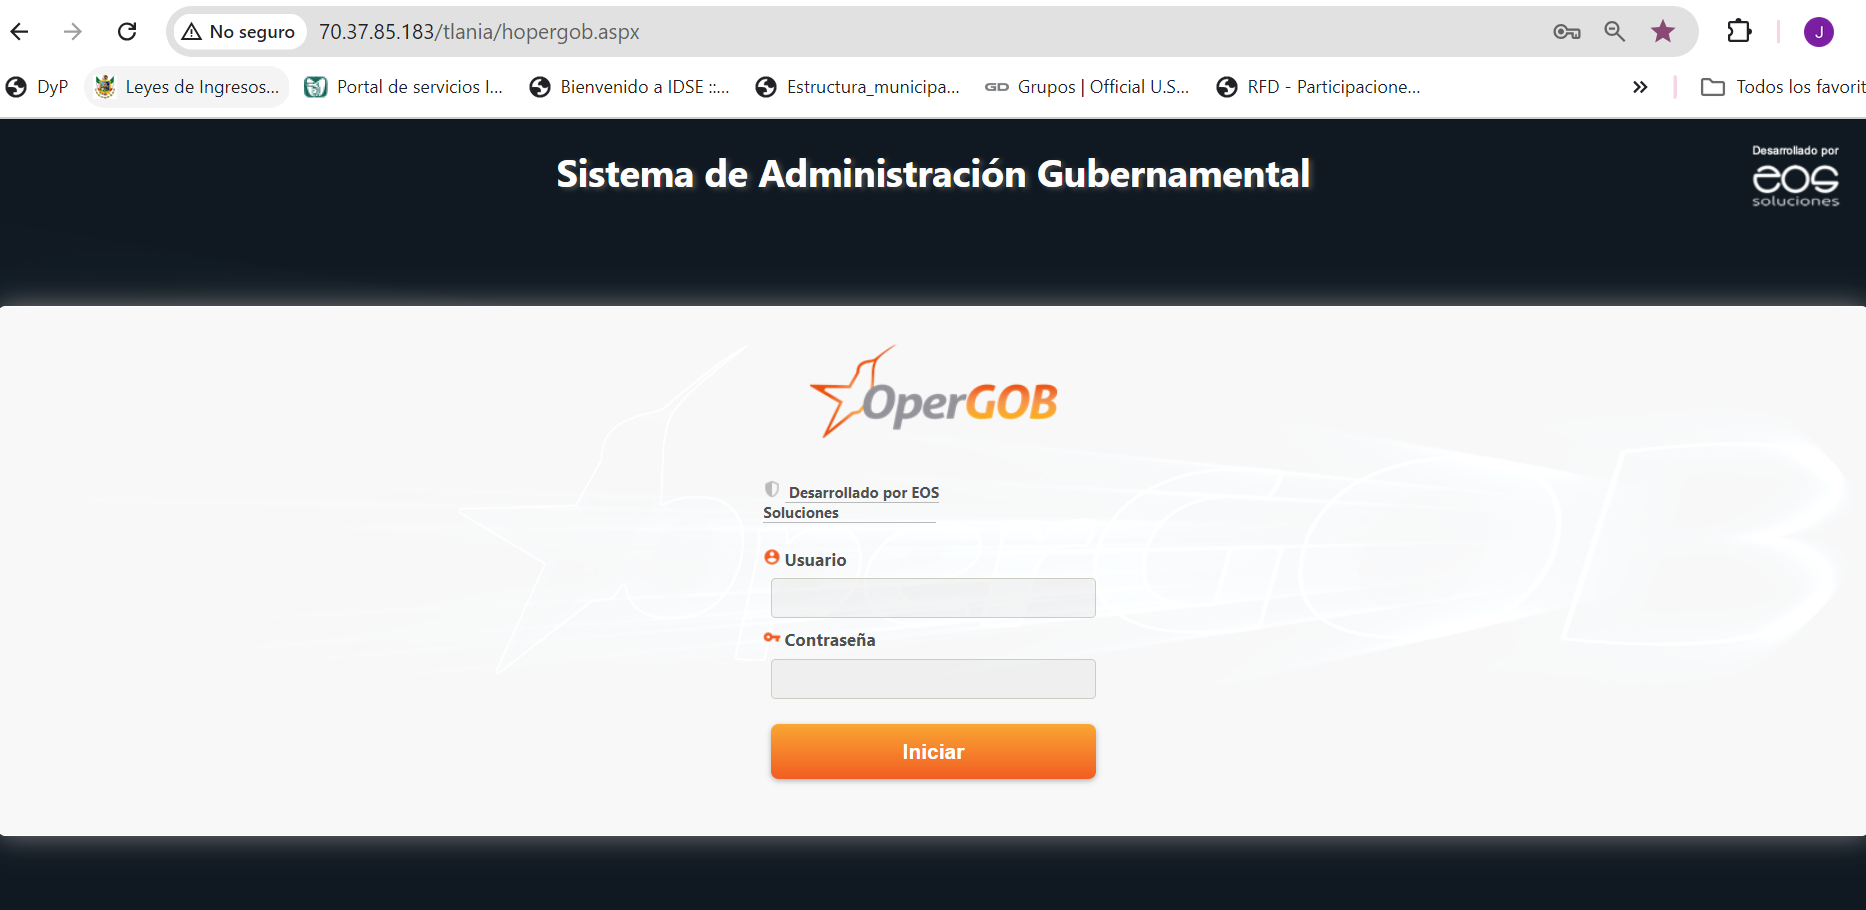 No seguro 70.37.85.183/tlania/hopergob.aspx J
DyP Leyes de Ingresos... Portal de servicios I... Bienvenido a IDSE ::... Estructura_municipa... GD Grupos | Official U.S... RFD - Participacione... » Todos los favorit
Sistema de Administración Gubernamental
Desarrollado por
eos
soluciones
OperGOB
Desarrollado por EOS
Soluciones
Usuario
Contraseña
Iniciar